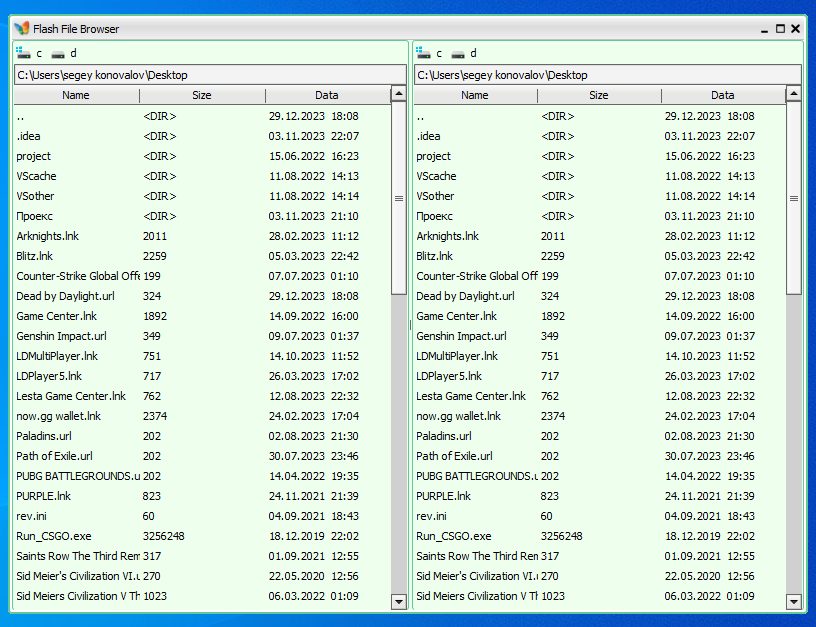 Flash File Browser
c d c d
C:\Users\segey konovalov\Desktop C:\Users\segey konovalov\Desktop
Name Size Data Name Size Data
.. <DIR> 29.12.2023 18:08 .. <DIR> 29.12.2023 18:08
.idea <DIR> 03.11.2023 22:07 .idea <DIR> 03.11.2023 22:07
project <DIR> 15.06.2022 16:23 project <DIR> 15.06.2022 16:23
VScache <DIR> 11.08.2022 14:13 VScache <DIR> 11.08.2022 14:13
VSother <DIR> 11.08.2022 14:14 VSother <DIR> 11.08.2022 14:14
Проекс <DIR> 03.11.2023 21:10 Проекс <DIR> 03.11.2023 21:10
Arknights.lnk 2011 28.02.2023 11:12 Arknights.lnk 2011 28.02.2023 11:12
Blitz.lnk 2259 05.03.2023 22:42 Blitz.lnk 2259 05.03.2023 22:42
Counter-Strike Global Offe 199 07.07.2023 01:10 Counter-Strike Global Off 199 07.07.2023 01:10
Dead by Daylight.url 324 29.12.2023 18:08 Dead by Daylight.url 324 29.12.2023 18:08
Game Center.lnk 1892 14.09.2022 16:00 Game Center.lnk 1892 14.09.2022 16:00
Genshin Impact.url 349 09.07.2023 01:37 Genshin Impact.url 349 09.07.2023 01:37
LDMultiPlayer.lnk 751 14.10.2023 11:52 LDMultiPlayer.lnk 751 14.10.2023 11:52
LDPlayer5.lnk 717 26.03.2023 17:02 LDPlayer5.lnk 717 26.03.2023 17:02
Lesta Game Center.lnk 762 12.08.2023 22:32 Lesta Game Center.lnk 762 12.08.2023 22:32
now.gg wallet.lnk 2374 24.02.2023 17:04 now.gg wallet.lnk 2374 24.02.2023 17:04
Paladins.url 202 02.08.2023 21:30 Paladins.url 202 02.08.2023 21:30
Path of Exile.url 202 30.07.2023 23:46 Path of Exile.url 202 30.07.2023 23:46
PUBG BATTLEGROUNDS.u 202 14.04.2022 19:35 PUBG BATTLEGROUNDS.u 202 14.04.2022 19:35
PURPLE.lnk 823 24.11.2021 21:39 PURPLE.lnk 823 24.11.2021 21:39
rev.ini 60 04.09.2021 18:43 rev.ini 60 04.09.2021 18:43
Run_CSGO.exe 3256248 18.12.2019 22:02 Run_CSGO.exe 3256248 18.12.2019 22:02
Saints Row The Third Rem 317 01.09.2021 12:55 Saints Row The Third Ren 317 01.09.2021 12:55
Sid Meier's Civilization VI.u 270 22.05.2020 12:56 Sid Meier's Civilization VI.u 270 22.05.2020 12:56
Sid Meiers Civilization V Th 1023 06.03.2022 01:09 Sid Meiers Civilization V Th 1023 06.03.2022 01:09